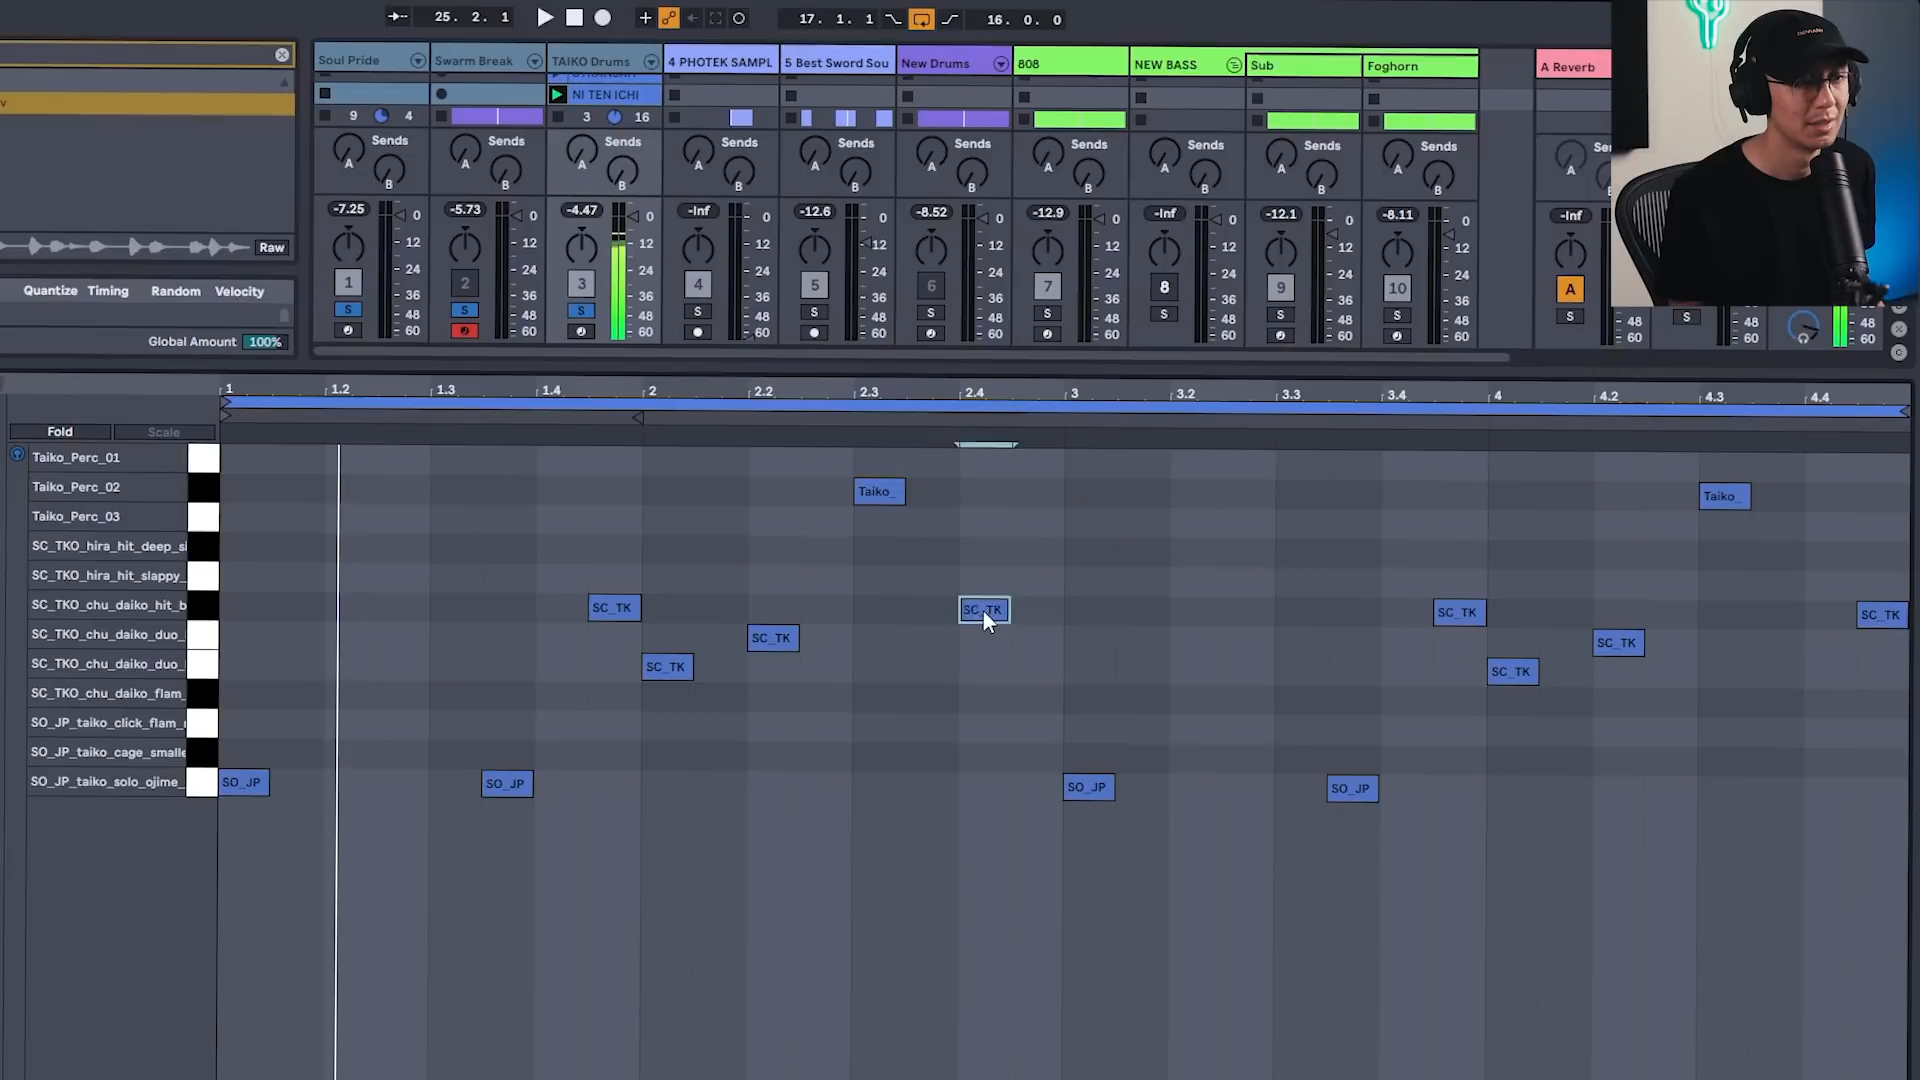 25. 2. 1
17. 1. 1
16. 0. 0
Soul Pride
Swarm Break
TAIKO Drums
4 PHOTEK SAMPL
5 Best Sword Sou
New Drums
808
NEW BASS
Sub
Foghorn
A Reverb
v
NI TEN ICHI
9 4
3 16
Sends Sends Sends Sends Sends Sends Sends Sends Sends Sends
A A A A A A A A A A A
B B B B B B B B B B
-7.25 -5.73 -4.47 -Inf -12.6 -8.52 -12.9 -Inf -12.1 -8.11 -Inf
0 0 0 0 0 0 0 0 0 0
12 12 12 12 12 12 12 12 12 12
24 24 24 24 24 24 24 24 24 24
36 36 36 36 36 36 36 36 36 36
48 48 48 48 48 48 48 48 48 48 48 48 48
60 60 60 60 60 60 60 60 60 60 60 60 60
1 2 3 4 5 6 7 8 9 10 A
S S S S S S S S S S S S
Raw
Quantize Timing Random Velocity
Global Amount 100%
C
1 1.2 1.3 1.4 2 2.2 2.3 2.4 3 3.2 3.3 3.4 4 4.2 4.3 4.4
Fold Scale
Taiko_Perc_01
Taiko_Perc_02
Taiko_ Taiko_
Taiko_Perc_03
SC_TKO_hira_hit_deep_si
SC_TKO_hira_hit_slappy_
SC_TKO_chu_daiko_hit_b
SC_TK SC_TK SC_TK SC_TK
SC_TKO_chu_daiko_duo_
SC_TK SC_TK
SC_TKO_chu_daiko_duo_
SC_TK SC_TK
SC_TKO_chu_daiko_flam_
SO_JP_taiko_click_flam_
SO_JP_taiko_cage_smalle
SO_JP_taiko_solo_ojime_
SO_JP SO_JP SO_JP SO_JP